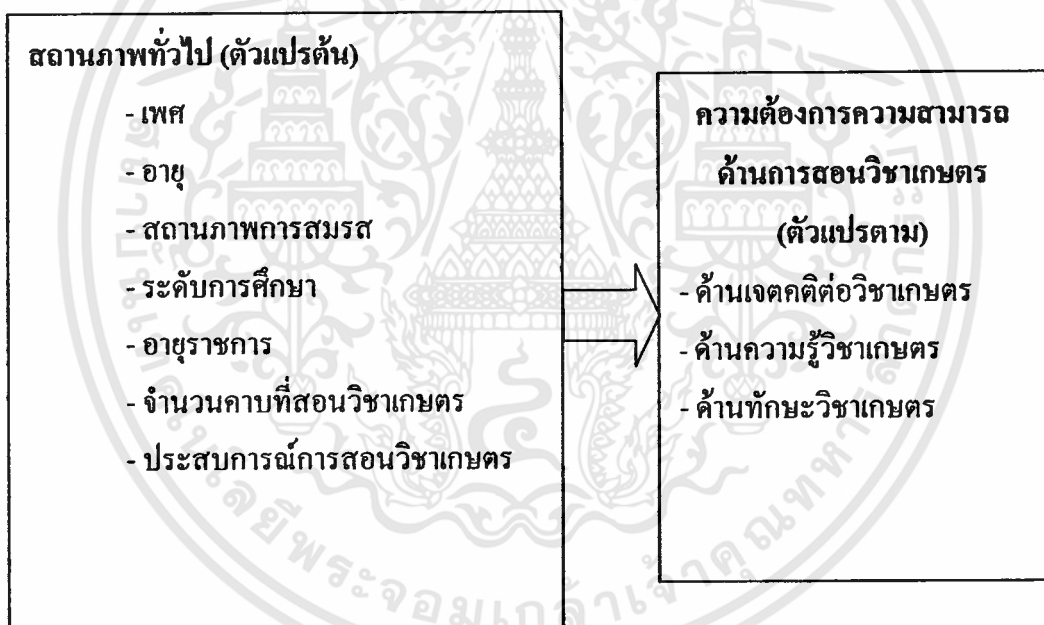 สถานภาพทั่วไป (ตัวแปรต้น)
- เพศ
- อายุ
- สถานภาพการสมรส
- ระดับการศึกษา
- อายุราชการ
- จำนวนคาบที่สอนวิชาเกษตร
- ประสบการณ์การสอนวิชาเกษตร
ความต้องการความสามารถ
ด้านการสอนวิชาเกษตร
(ตัวแปรตาม)
- ด้านเจตคติต่อวิชาเกษตร
- ด้านความรู้วิชาเกษตร
- ด้านทักษะวิชาเกษตร